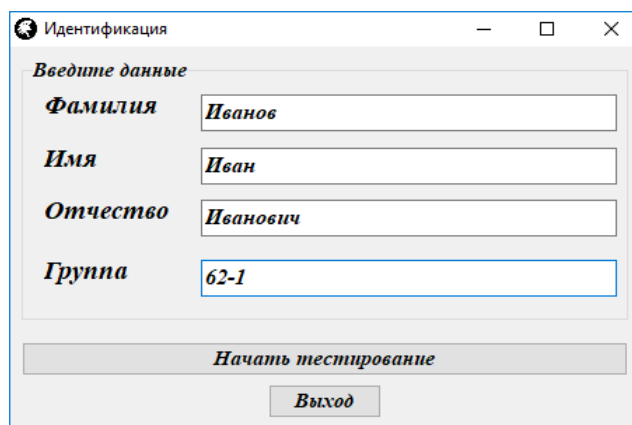 Идентификация
Введите данные
Фамилия Иванов
Имя Иван
Отчество Иванович
Группа 62-1
Начать тестирование
Выход